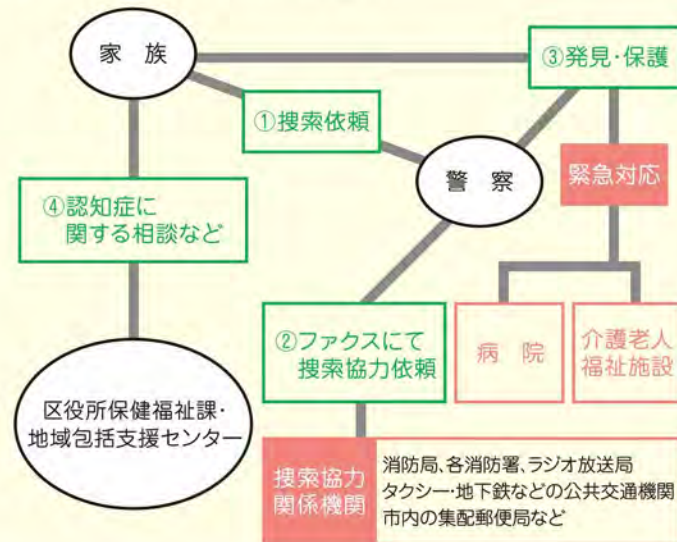 家　族
③発見・保護
①捜索依頼
警　察
緊急対応
④認知症に
関する相談など
②ファクスにて
捜索協力依頼
病　院
介護老人
福祉施設
区役所保健福祉課・
地域包括支援センター
捜索協力
関係機関
消防局、各消防署、ラジオ放送局
タクシー・地下鉄などの公共交通機関
市内の集配郵便局など